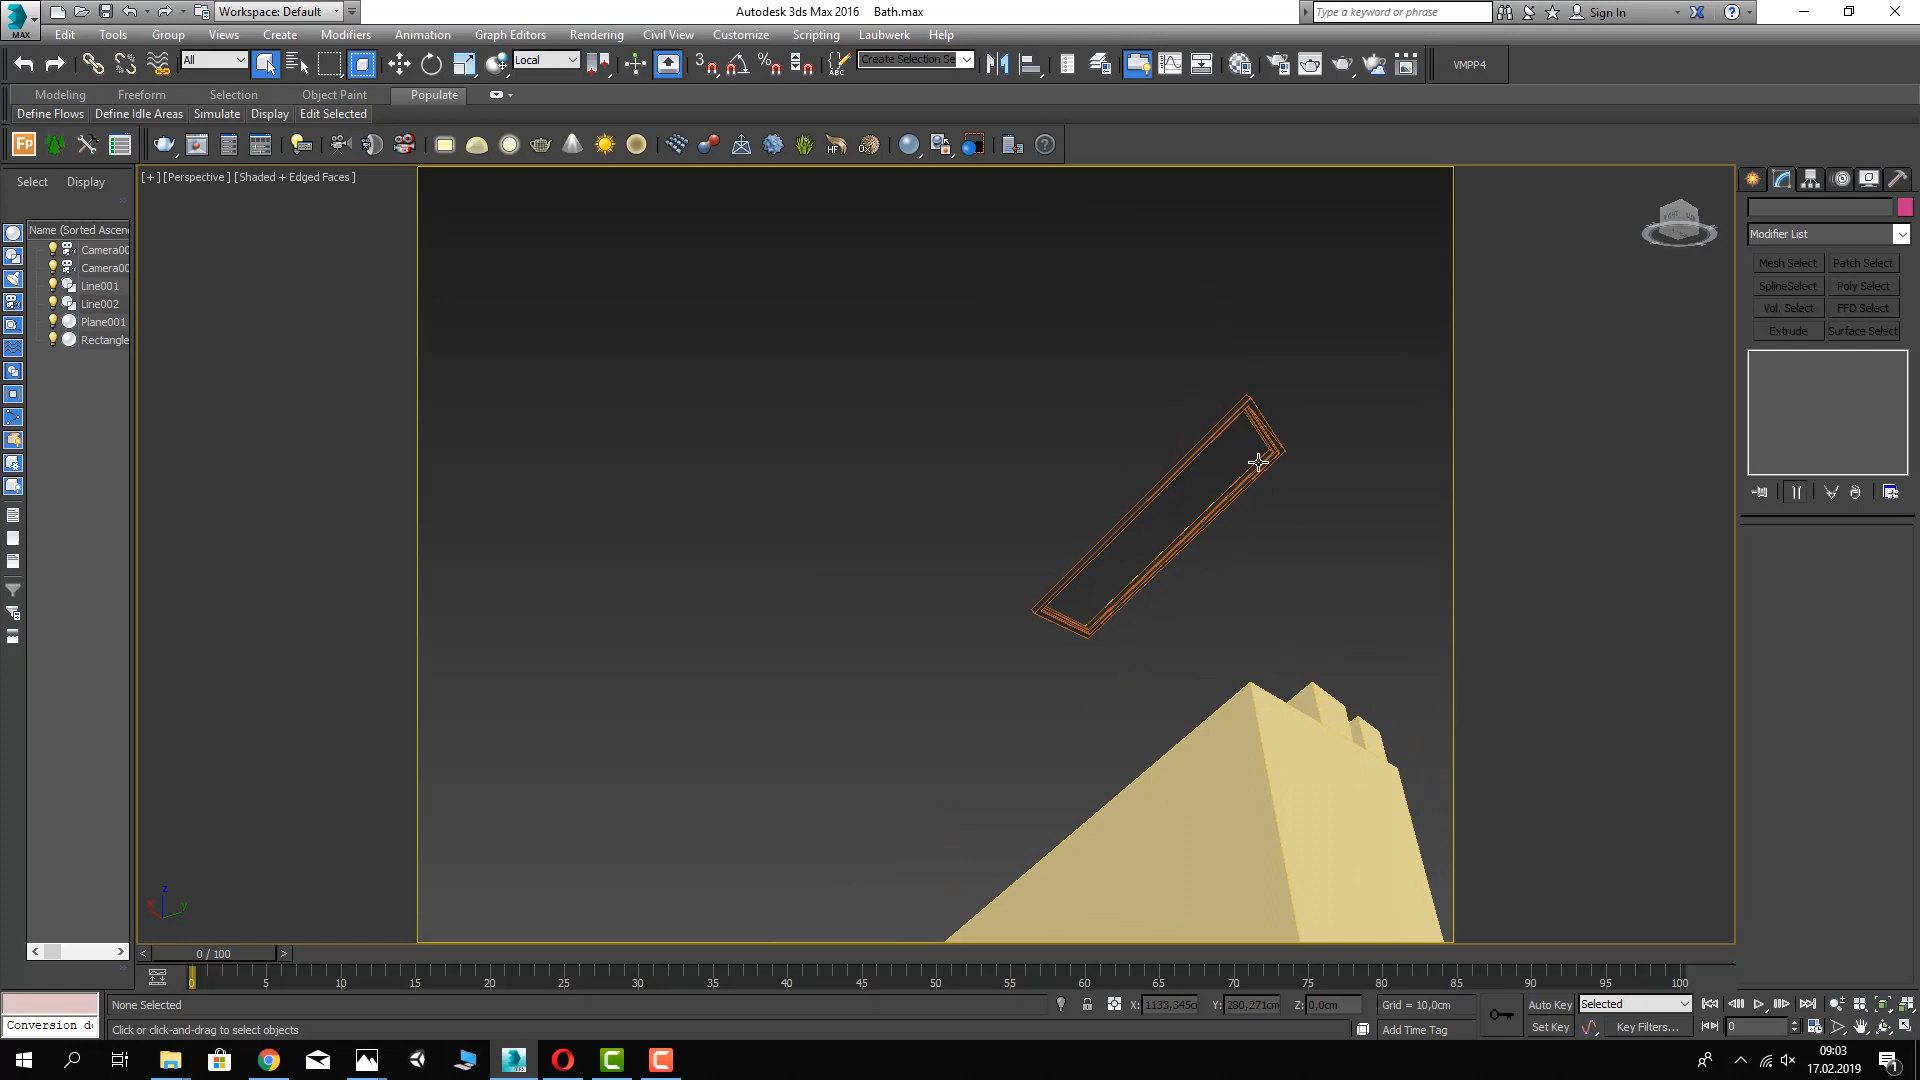 Workspace: Default
Autodesk 3ds Max 2016 Bath.max
Type a keyword or phrase
Sign In
MAX
Edit Tools Group Views Create Modifiers Animation Graph Editors Rendering Civil View Customize Scripting Laubwerk Help
All
Local
Create Selection Se
VMPP4
Modeling Freeform Selection Object Paint Populate
Define Flows Define Idle Areas Simulate Display Edit Selected
Select Display
[+] [Perspective ] [Shaded + Edged Faces ]
Name (Sorted Ascen
Camera00
Camera00
Line001
Line002
Plane001
Rectangle
Modifier List
Mesh Select Patch Select
SplineSelect Poly Select
Vol. Select FFD Select
Extrude Surface Select
z
x y
0 / 100
0 5 10 15 20 25 30 35 40 45 50 55 60 65 70 75 80 85 90 95 100
None Selected
X: 1133,345c Y: 280,271cm Z: 0,0cm Grid = 10,0cm
Auto Key Selected
Conversion d
Click or click-and-drag to select objects
Add Time Tag
Set Key Key Filters... 0
09:03
17.02.2019